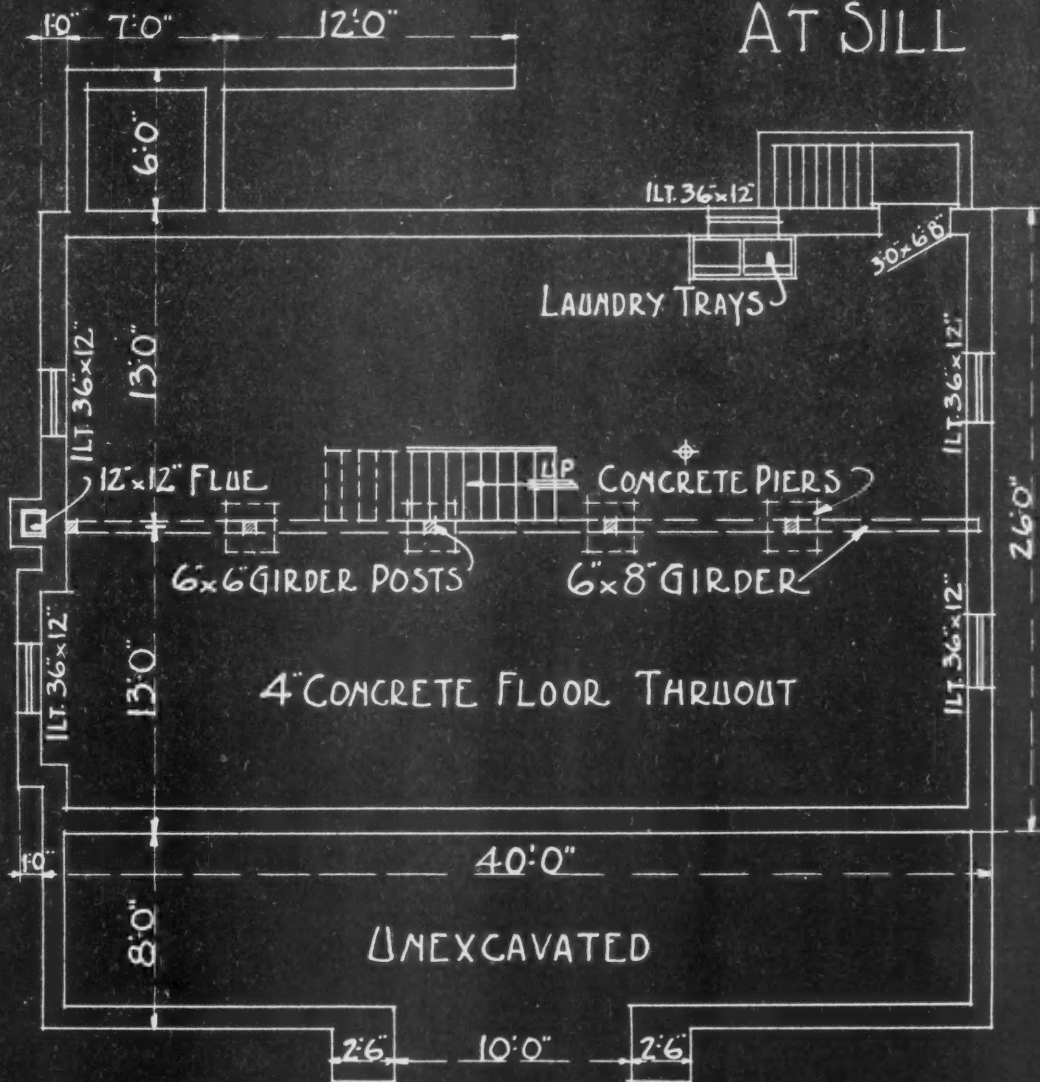 AT SILL
1'0" 7'0" 12'0"
6'0"
1LT. 36"x12"
3'0"x6'8"
LAUNDRY TRAYS
1LT. 36"x12"
13'0"
1LT. 36"x12"
26'0"
12"x12" FLUE
UP
CONCRETE PIERS
6"x6" GIRDER POSTS
6"x8" GIRDER
1LT. 36"x12"
13'0"
1LT. 36"x12"
4" CONCRETE FLOOR THRUOUT
1'0"
40'0"
8'0"
UNEXCAVATED
2'6" 10'0" 2'6"